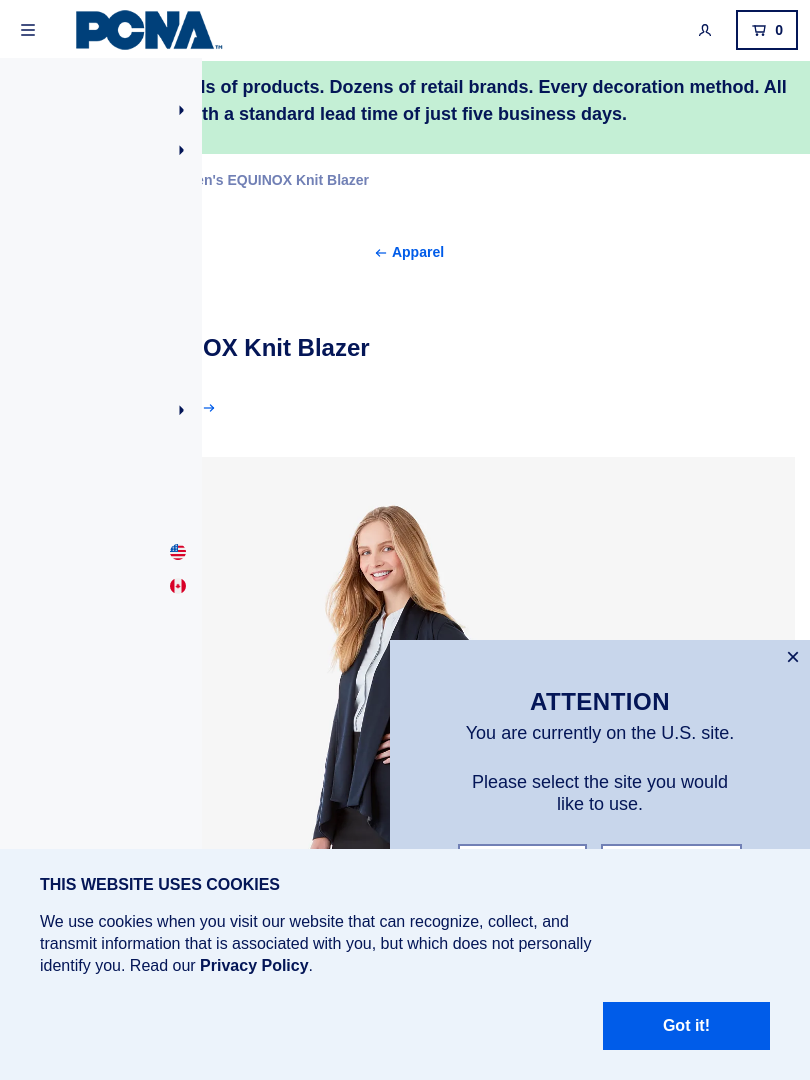 PCNA
TM
0
of products. Dozens of retail brands. Every decoration method. All
a standard lead time of just five business days.
EQUINOX Knit Blazer
← Apparel
Knit Blazer
→
ATTENTION
You are currently on the U.S. site.
Please select the site you would
like to use.
THIS WEBSITE USES COOKIES
We use cookies when you visit our website that can recognize, collect, and
transmit information that is associated with you, but which does not personally
identify you. Read our Privacy Policy.
Got it!